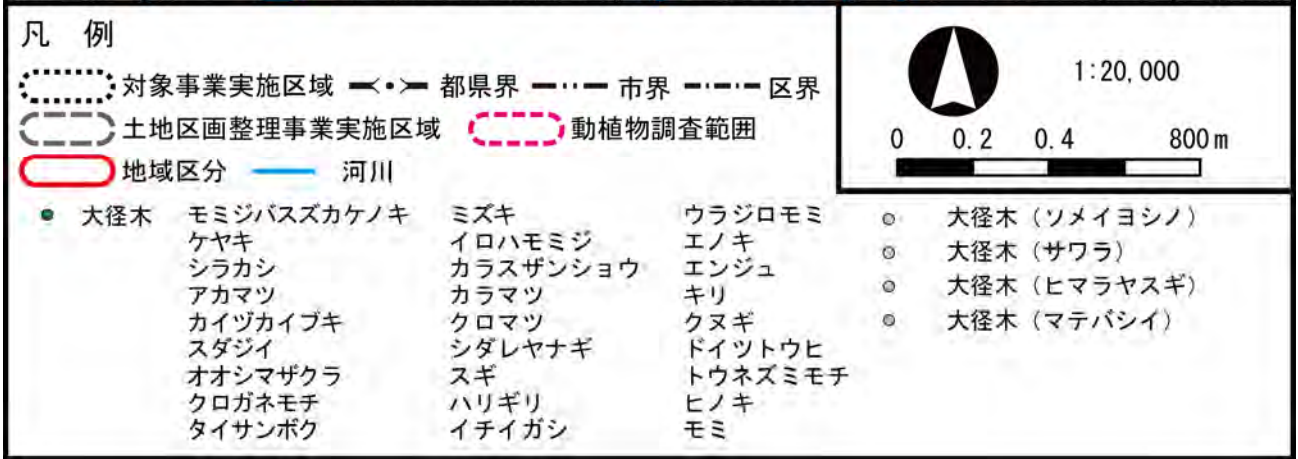 凡 例
対象事業実施区域 都県界 市界 区界
土地区画整理事業実施区域 動植物調査範囲
地域区分 河川
1:20,000
0 0.2 0.4 800m
大径木 モミジバスズカケノキ ミズキ ウラジロモミ
ケヤキ イロハモミジ エノキ
シラカシ カラスザンショウ エンジュ
アカマツ カラマツ キリ
カイヅカイブキ クロマツ クヌギ
スダジイ シダレヤナギ ドイツトウヒ
オオシマザクラ スギ トウネズミモチ
クロガネモチ ハリギリ ヒノキ
タイサンボク イチイガシ モミ
大径木（ソメイヨシノ）
大径木（サワラ）
大径木（ヒマラヤスギ）
大径木（マテバシイ）